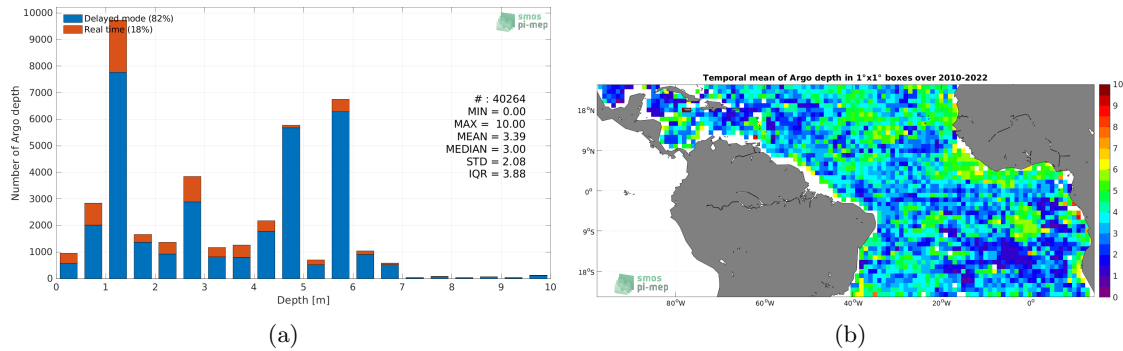 Delayed mode (82%)
Real time (18%)
smos
pi-mep
10000
9000
8000
7000
6000
5000
4000
3000
2000
1000
0
Number of Argo depth
# : 40264
MIN = 0.00
MAX = 10.00
MEAN = 3.39
MEDIAN = 3.00
STD = 2.08
IQR = 3.88
0 1 2 3 4 5 6 7 8 9 10
Depth [m]
(a)
Temporal mean of Argo depth in 1°x1° boxes over 2010-2022
18°N
9°N
0°
9°S
18°S
80°W 60°W 40°W 20°W 0°
smos
pi-mep
10
9
8
7
6
5
4
3
2
1
0
(b)